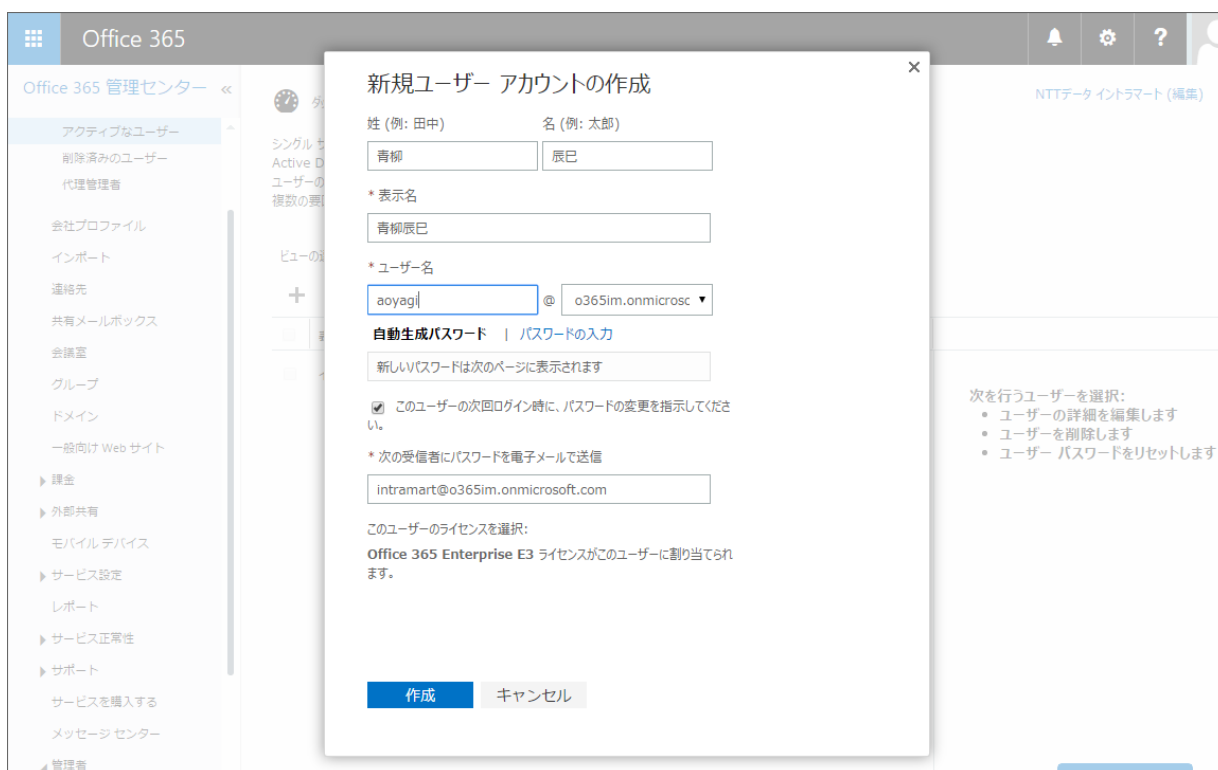 Office 365
?
Office 365 管理センター «
アクティブなユーザー
削除済みのユーザー
代理管理者
会社プロファイル
インポート
連絡先
共有メールボックス
会議室
グループ
ドメイン
一般向け Web サイト
課金
外部共有
モバイル デバイス
サービス設定
レポート
サービス正常性
サポート
サービスを購入する
メッセージ センター
管理者
シングル
Active D
ユーザーの
複数の要
ビューの
新規ユーザー アカウントの作成
姓 (例: 田中) 名 (例: 太郎)
青柳 辰巳
* 表示名
青柳辰巳
* ユーザー名
aoyagi @ o365im.onmicrosc
自動生成パスワード | パスワードの入力
新しいパスワードは次のページに表示されます
このユーザーの次回ログイン時に、パスワードの変更を指示してくださ
い。
* 次の受信者にパスワードを電子メールで送信
intramart@o365im.onmicrosoft.com
このユーザーのライセンスを選択:
Office 365 Enterprise E3 ライセンスがこのユーザーに割り当てられ
ます。
作成 キャンセル
NTTデータ イントラマート (編集)
次を行うユーザーを選択:
• ユーザーの詳細を編集します
• ユーザーを削除します
• ユーザー パスワードをリセットします